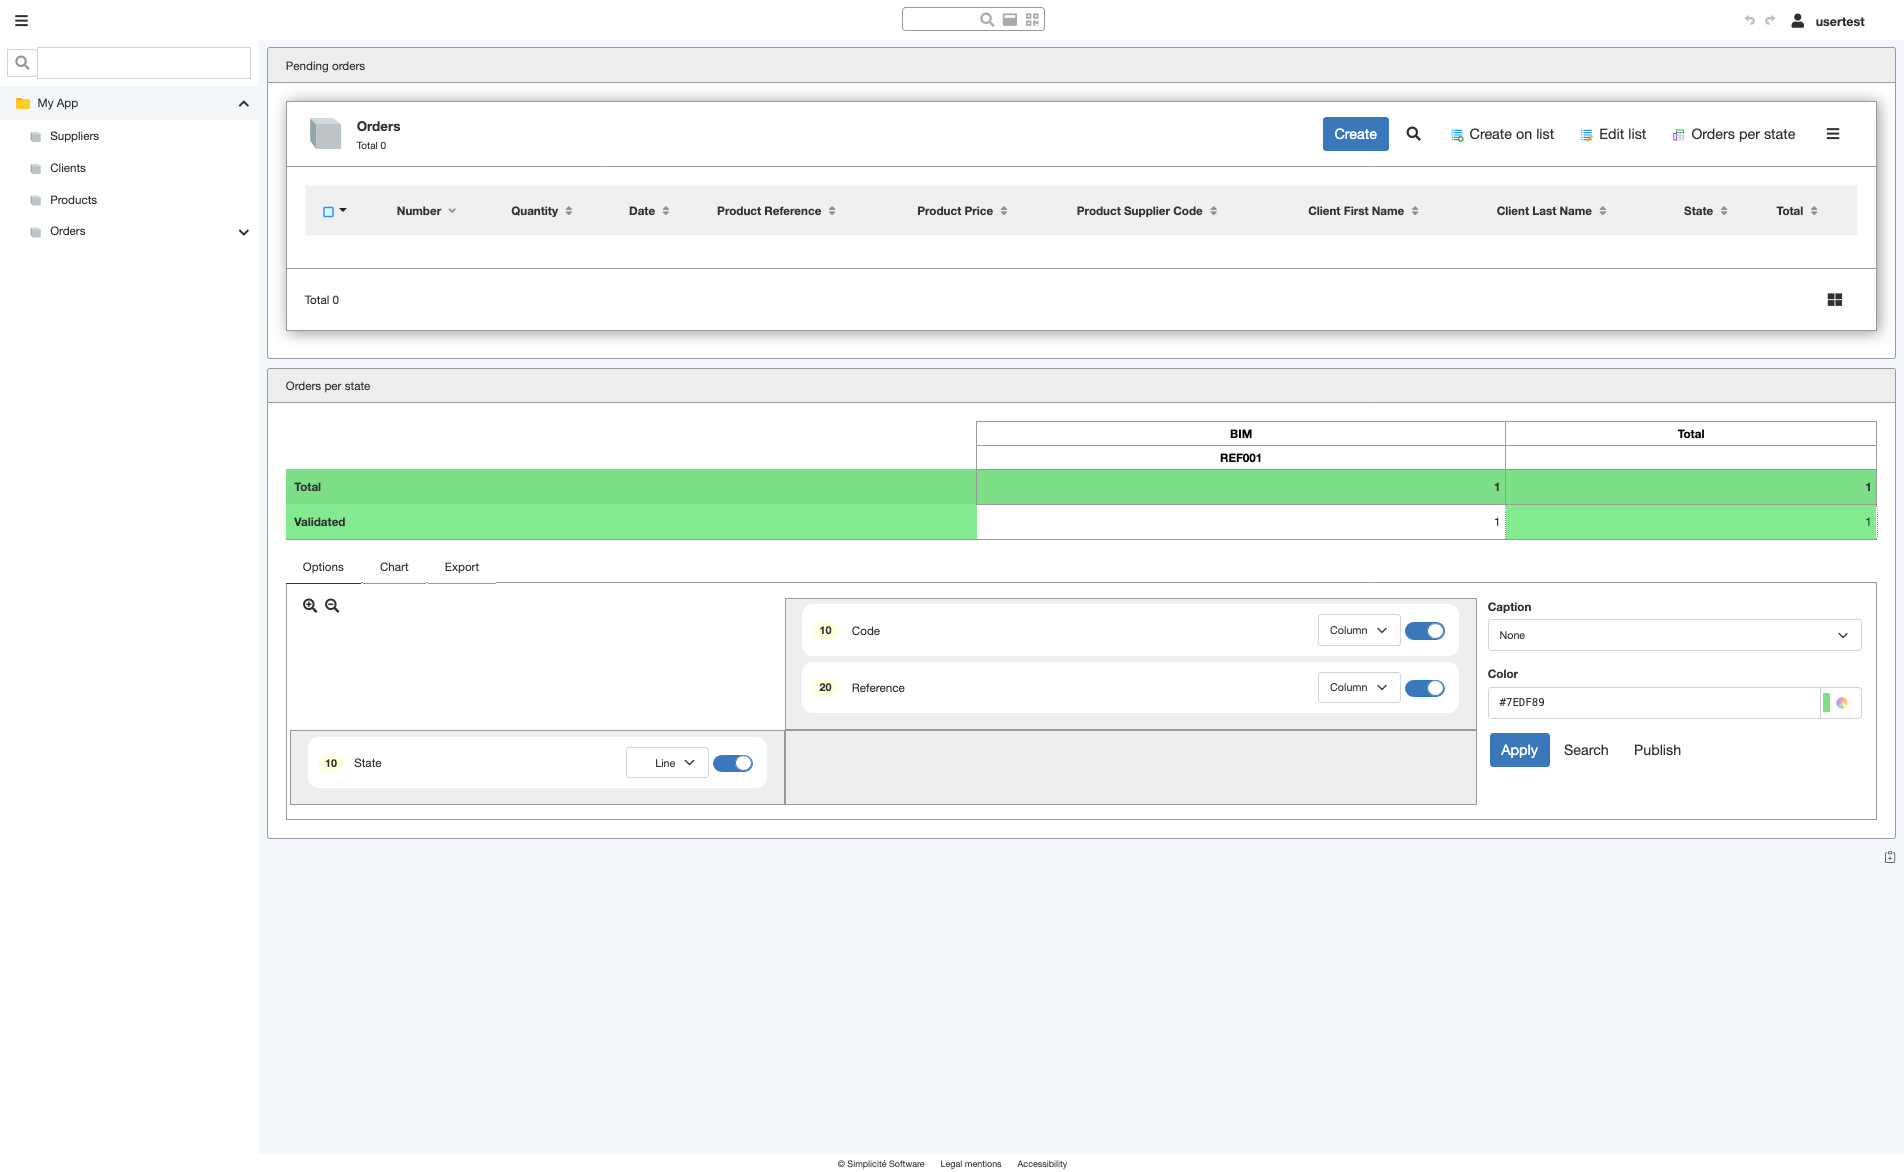 usertest
My App
Suppliers
Clients
Products
Orders
Pending orders
Orders
Total 0
Create
Create on list
Edit list
Orders per state
Number Quantity Date Product Reference Product Price Product Supplier Code Client First Name Client Last Name State Total
Total 0
Orders per state
BIM Total
REF001
Total 1 1
Validated 1 1
Options Chart Export
10 Code Column
20 Reference Column
10 State Line
Caption
None
Color
#7EDF89
Apply Search Publish
© Simplicité Software Legal mentions Accessibility